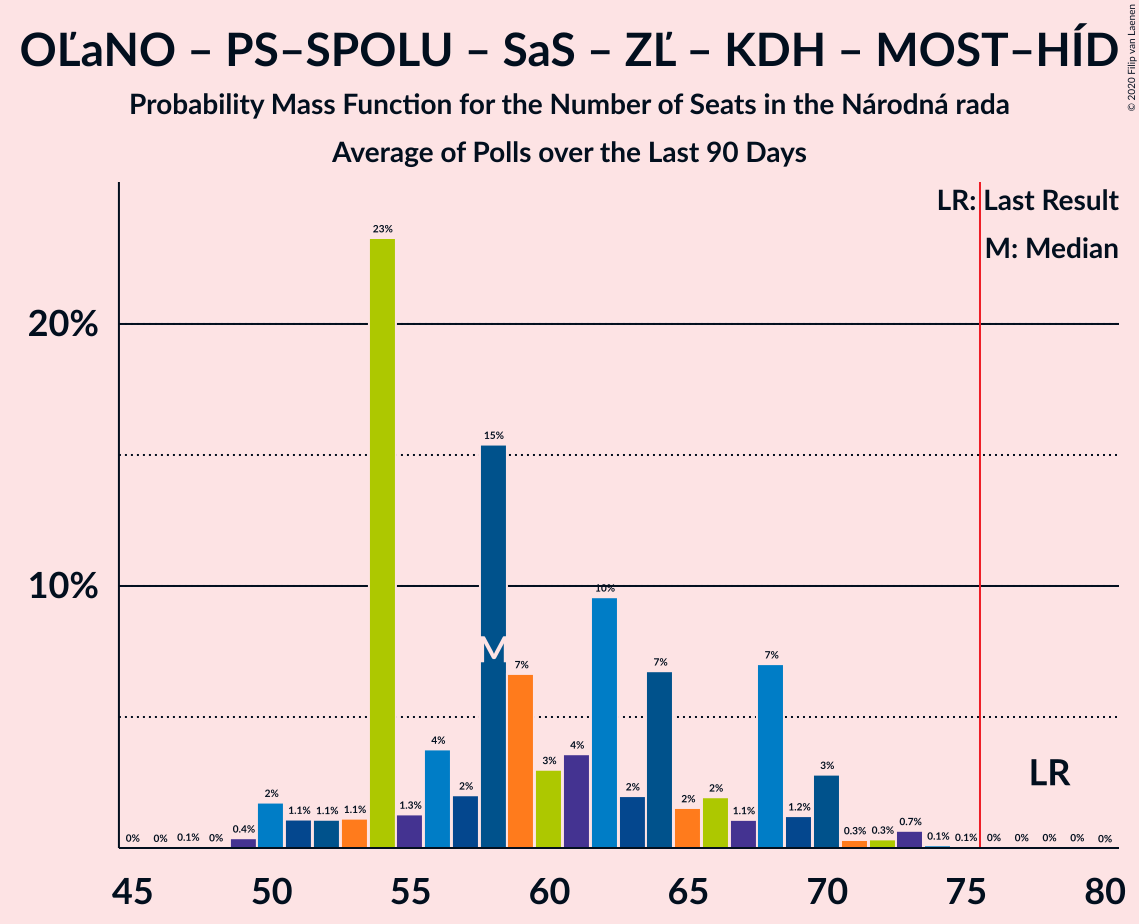 OĽaNO – PS–SPOLU – SaS – ZĽ – KDH – MOST–HÍD
Probability Mass Function for the Number of Seats in the Národná rada
Average of Polls over the Last 90 Days
© 2020 Filip van Laenen
LR: Last Result
M: Median
20%
10%
23%
15%
10%
M
7%
7%
7%
LR
4%
4%
3%
3%
2%
2%
2%
2%
2%
0% 0% 0.1% 0% 0.4% 1.1% 1.1% 1.1% 1.3% 1.1% 1.2% 0.3% 0.3% 0.7% 0.1% 0.1% 0% 0% 0% 0% 0%
45 50 55 60 65 70 75 80